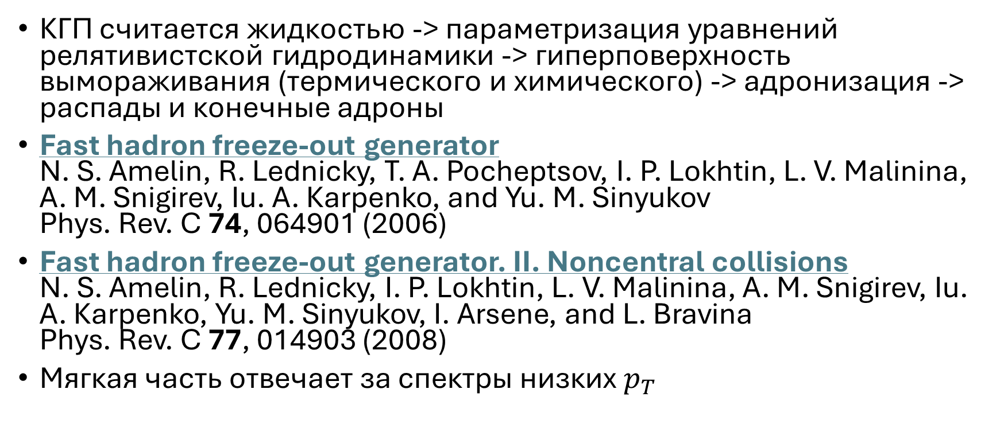 • КГП считается жидкостью -> параметризация уравнений
релятивистской гидродинамики -> гиперповерхность
вымораживания (термического и химического) -> адронизация ->
распады и конечные адроны
• Fast hadron freeze-out generator
N. S. Amelin, R. Lednicky, T. A. Pocheptsov, I. P. Lokhtin, L. V. Malinina,
A. M. Snigirev, Iu. A. Karpenko, and Yu. M. Sinyukov
Phys. Rev. C 74, 064901 (2006)
• Fast hadron freeze-out generator. II. Noncentral collisions
N. S. Amelin, R. Lednicky, I. P. Lokhtin, L. V. Malinina, A. M. Snigirev, Iu.
A. Karpenko, Yu. M. Sinyukov, I. Arsene, and L. Bravina
Phys. Rev. C 77, 014903 (2008)
• Мягкая часть отвечает за спектры низких p_T